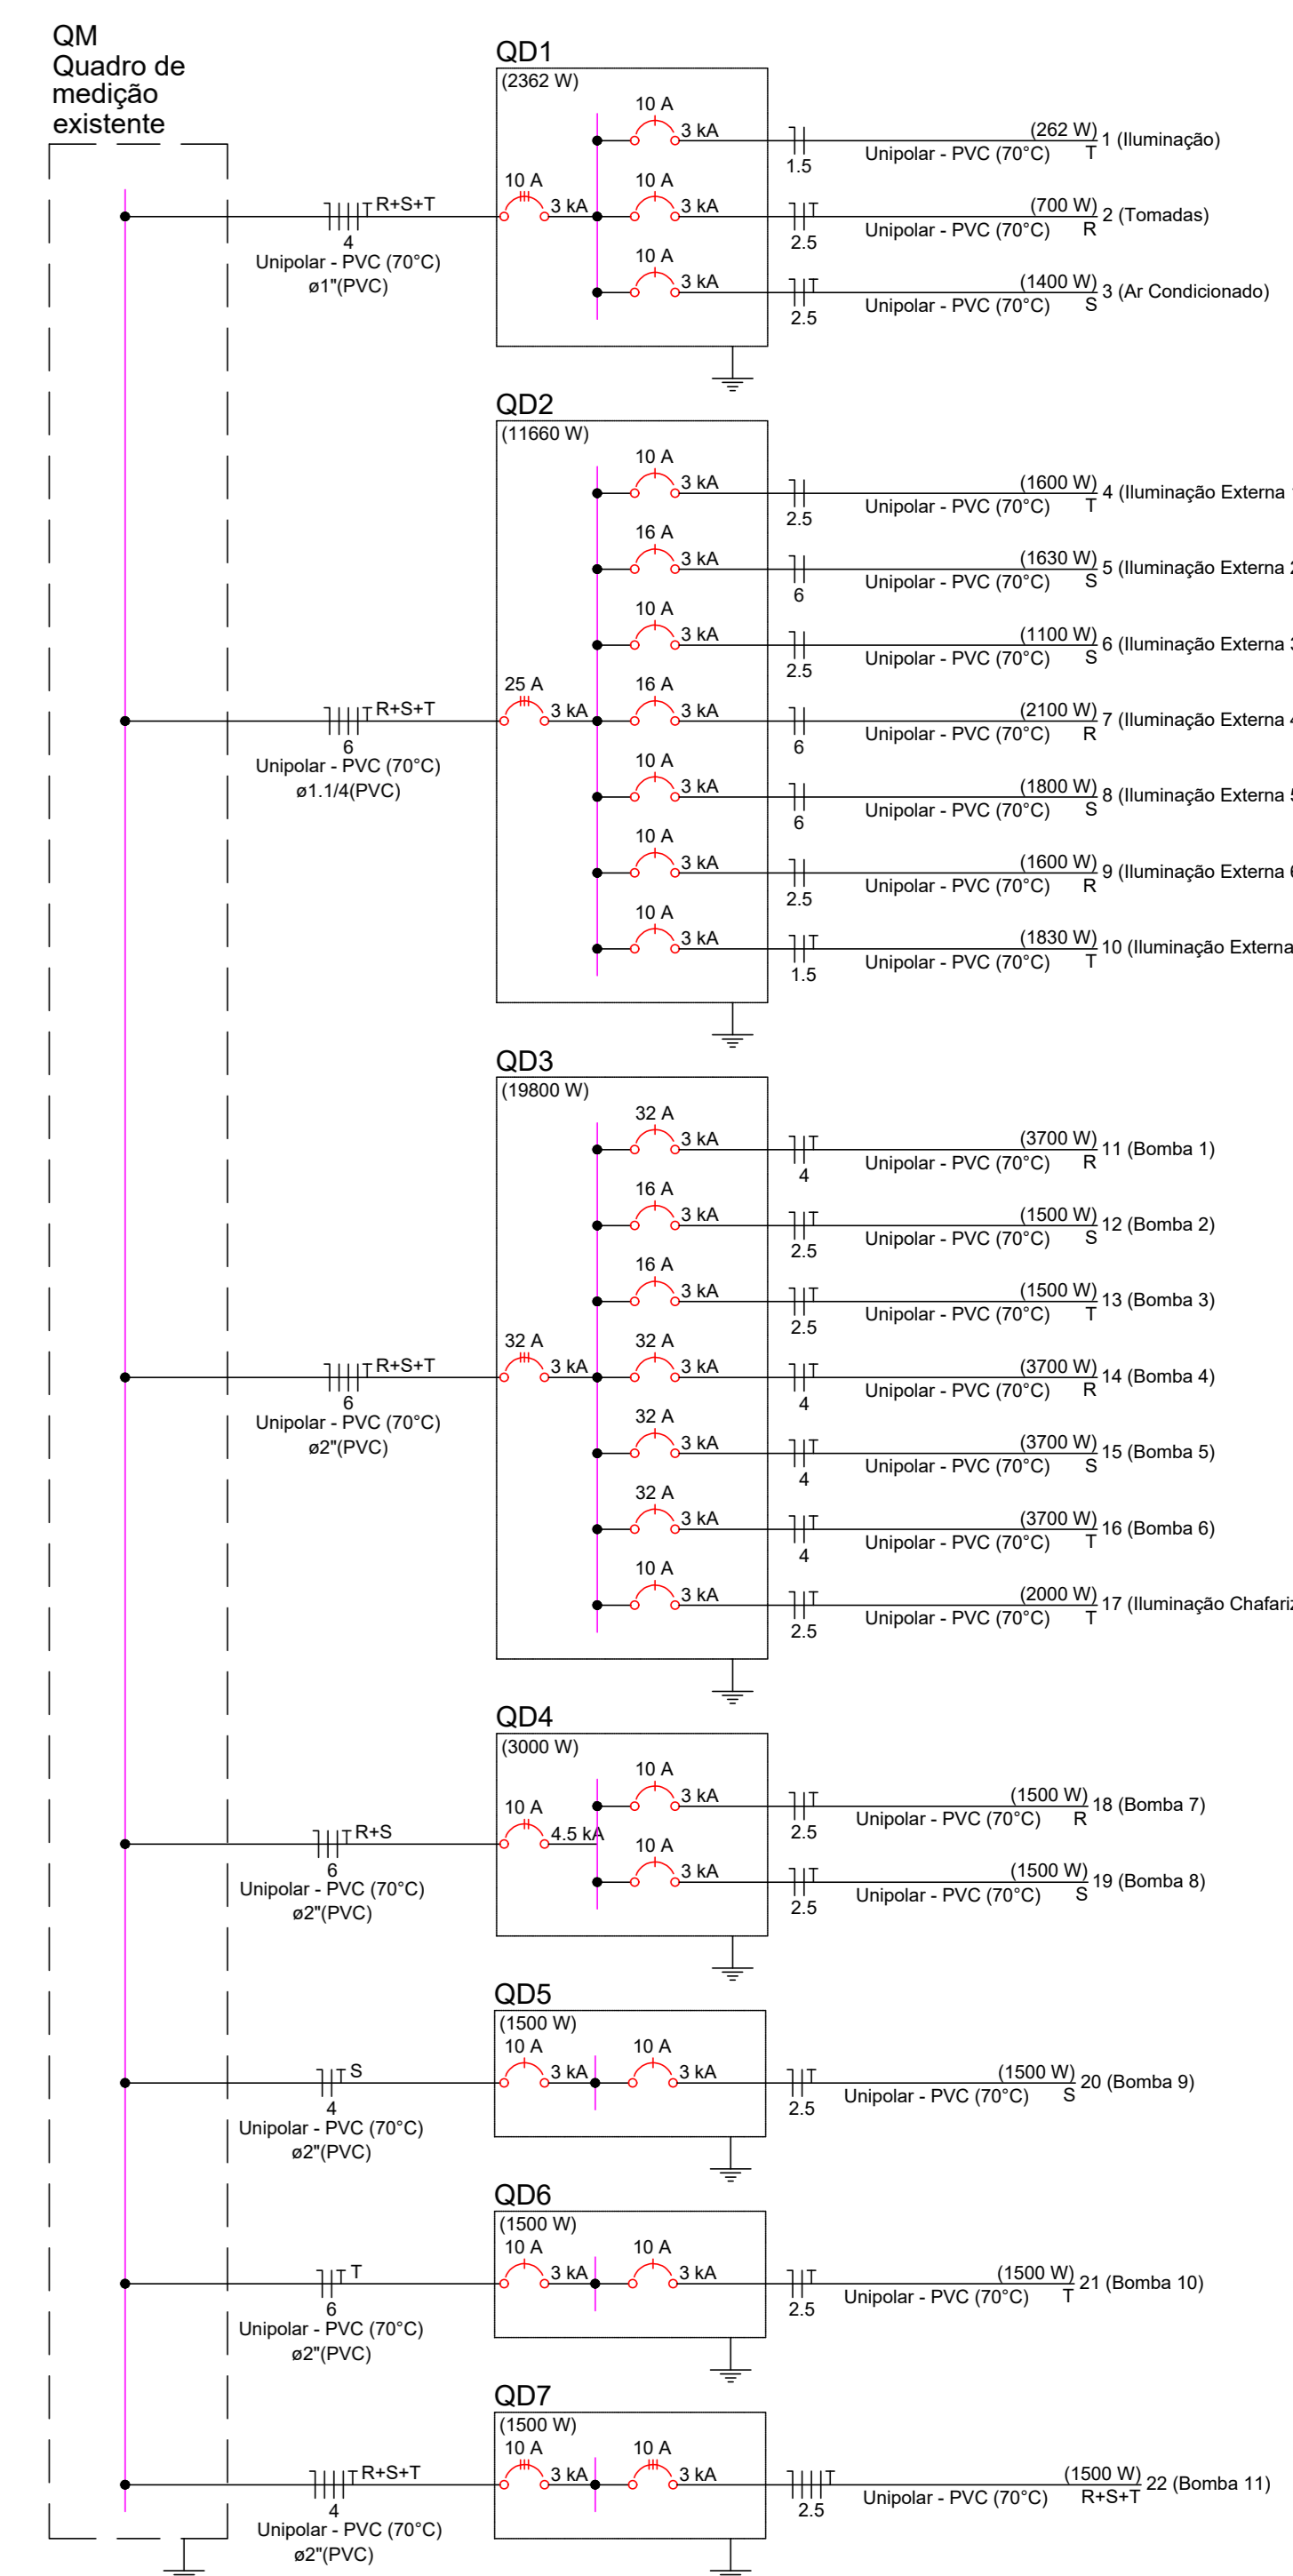 QM
Quadro de
medição
existente
QD1
(2362 W)
10 A
3 kA
1.5
Unipolar - PVC (70°C)
(262 W)
T
1 (Iluminação)
R+S+T
4
Unipolar - PVC (70°C)
ø1"(PVC)
10 A
3 kA
10 A
3 kA
T
2.5
Unipolar - PVC (70°C)
(700 W)
R
2 (Tomadas)
10 A
3 kA
T
2.5
Unipolar - PVC (70°C)
(1400 W)
S
3 (Ar Condicionado)
QD2
(11660 W)
10 A
3 kA
2.5
Unipolar - PVC (70°C)
(1600 W)
T
4 (Iluminação Externa
16 A
3 kA
6
Unipolar - PVC (70°C)
(1630 W)
S
5 (Iluminação Externa 2
10 A
3 kA
2.5
Unipolar - PVC (70°C)
(1100 W)
S
6 (Iluminação Externa 3
T R+S+T
6
Unipolar - PVC (70°C)
ø1.1/4(PVC)
25 A
3 kA
16 A
3 kA
6
Unipolar - PVC (70°C)
(2100 W)
R
7 (Iluminação Externa 4
10 A
3 kA
6
Unipolar - PVC (70°C)
(1800 W)
S
8 (Iluminação Externa 5
10 A
3 kA
2.5
Unipolar - PVC (70°C)
(1600 W)
R
9 (Iluminação Externa 6
10 A
3 kA
T
1.5
Unipolar - PVC (70°C)
(1830 W)
T
10 (Iluminação Externa
QD3
(19800 W)
32 A
3 kA
T
4
Unipolar - PVC (70°C)
(3700 W)
R
11 (Bomba 1)
16 A
3 kA
T
2.5
Unipolar - PVC (70°C)
(1500 W)
S
12 (Bomba 2)
16 A
3 kA
T
2.5
Unipolar - PVC (70°C)
(1500 W)
T
13 (Bomba 3)
T R+S+T
6
Unipolar - PVC (70°C)
ø2"(PVC)
32 A
3 kA
32 A
3 kA
T
4
Unipolar - PVC (70°C)
(3700 W)
R
14 (Bomba 4)
32 A
3 kA
T
4
Unipolar - PVC (70°C)
(3700 W)
S
15 (Bomba 5)
32 A
3 kA
T
4
Unipolar - PVC (70°C)
(3700 W)
T
16 (Bomba 6)
10 A
3 kA
T
2.5
Unipolar - PVC (70°C)
(2000 W)
T
17 (Iluminação Chafariz
QD4
(3000 W)
10 A
3 kA
T
2.5
Unipolar - PVC (70°C)
(1500 W)
R
18 (Bomba 7)
T R+S
6
Unipolar - PVC (70°C)
ø2"(PVC)
10 A
4.5 kA
10 A
3 kA
T
2.5
Unipolar - PVC (70°C)
(1500 W)
S
19 (Bomba 8)
QD5
(1500 W)
T S
4
Unipolar - PVC (70°C)
ø2"(PVC)
10 A
3 kA
10 A
3 kA
T
2.5
Unipolar - PVC (70°C)
(1500 W)
S
20 (Bomba 9)
QD6
(1500 W)
T T
6
Unipolar - PVC (70°C)
ø2"(PVC)
10 A
3 kA
10 A
3 kA
T
2.5
Unipolar - PVC (70°C)
(1500 W)
T
21 (Bomba 10)
QD7
(1500 W)
T R+S+T
4
Unipolar - PVC (70°C)
ø2"(PVC)
10 A
3 kA
10 A
3 kA
T
2.5
Unipolar - PVC (70°C)
(1500 W)
R+S+T
22 (Bomba 11)